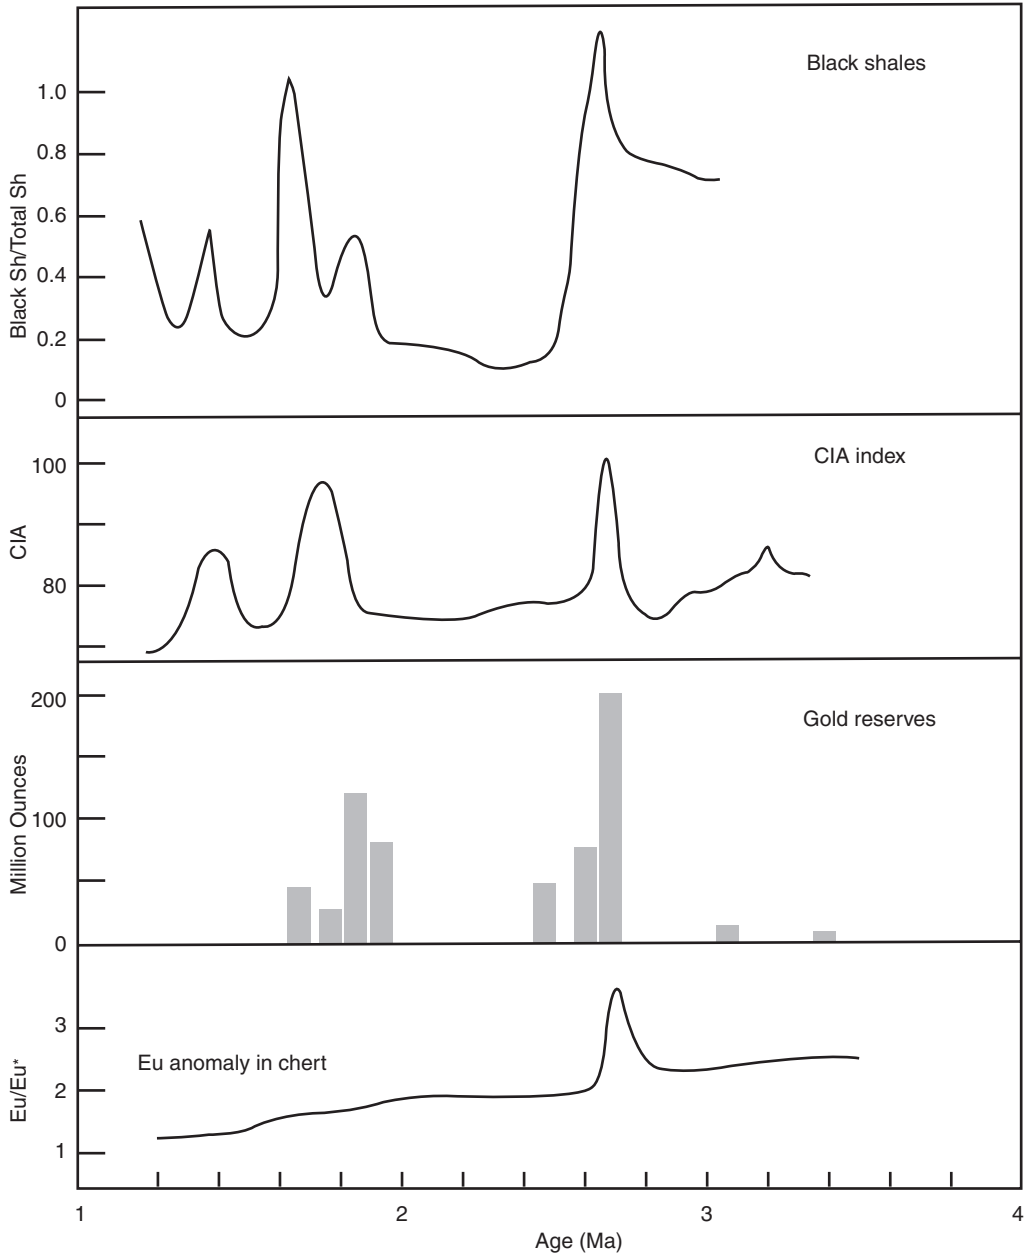 Black shales
1.0
0.8
0.6
0.4
0.2
0
Black Sh/Total Sh
CIA index
100
80
CIA
Gold reserves
200
100
0
Million Ounces
Eu anomaly in chert
3
2
1
Eu/Eu*
1 2 3 4
Age (Ma)